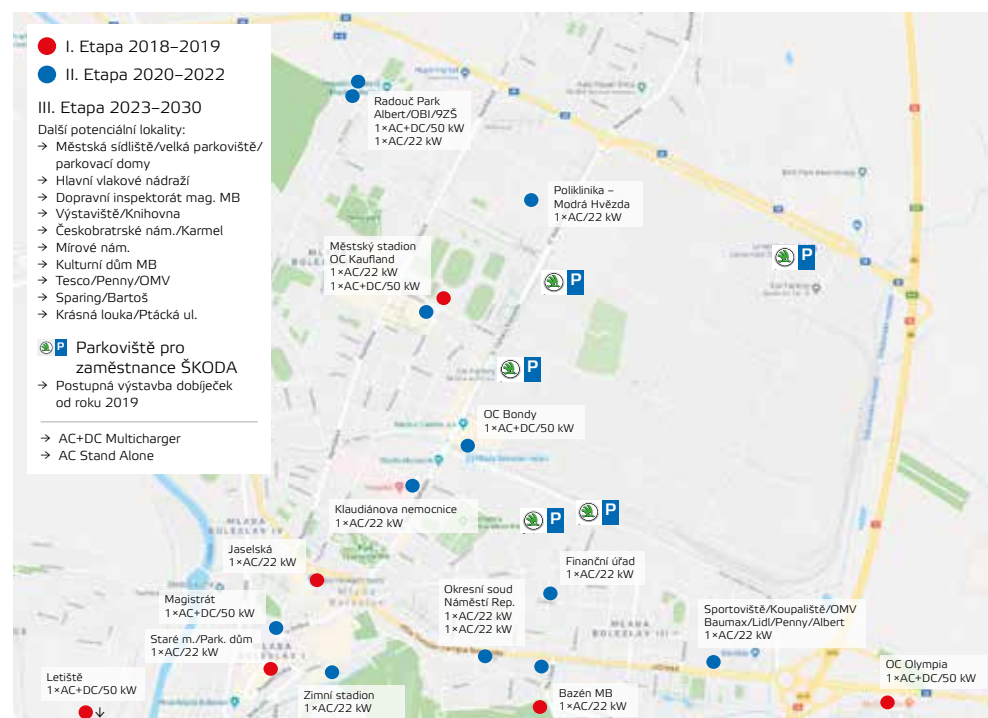 I. Etapa 2018–2019
II. Etapa 2020–2022
III. Etapa 2023–2030
Další potenciální lokality:
→ Městská sídliště/velká parkoviště/
parkovací domy
→ Hlavní vlakové nádraží
→ Dopravní inspektorát mag. MB
→ Výstaviště/Knihovna
→ Českobratrské nám./Karmel
→ Mírové nám.
→ Kulturní dům MB
→ Tesco/Penny/OMV
→ Sparing/Bartoš
→ Krásná louka/Ptácká ul.
P Parkoviště pro
zaměstnance ŠKODA
→ Postupná výstavba dobíječek
od roku 2019
→ AC+DC Multicharger
→ AC Stand Alone
Radouč Park
Albert/OBI/9ZŠ
1×AC+DC/50 kW
1×AC/22 kW
Poliklinika –
Modrá Hvězda
1×AC/22 kW
Městský stadion
OC Kaufland
1×AC/22 kW
1×AC+DC/50 kW
P
P
P
OC Bondy
1×AC+DC/50 kW
Klaudiánova nemocnice
1×AC/22 kW
P
P
Jaselská
1×AC/22 kW
Finanční úřad
1×AC/22 kW
Magistrát
1×AC+DC/50 kW
Okresní soud
Náměstí Rep.
1×AC/22 kW
1×AC/22 kW
Sportoviště/Koupaliště/OMV
Baumax/Lidl/Penny/Albert
1×AC/22 kW
Staré m./Park. dům
1×AC/22 kW
Letiště
1×AC+DC/50 kW
↓
Zimní stadion
1×AC/22 kW
Bazén MB
1×AC/22 kW
OC Olympia
1×AC+DC/50 kW
MLADÁ
BOLESLAV IV
MLADÁ
BOLESLAV III